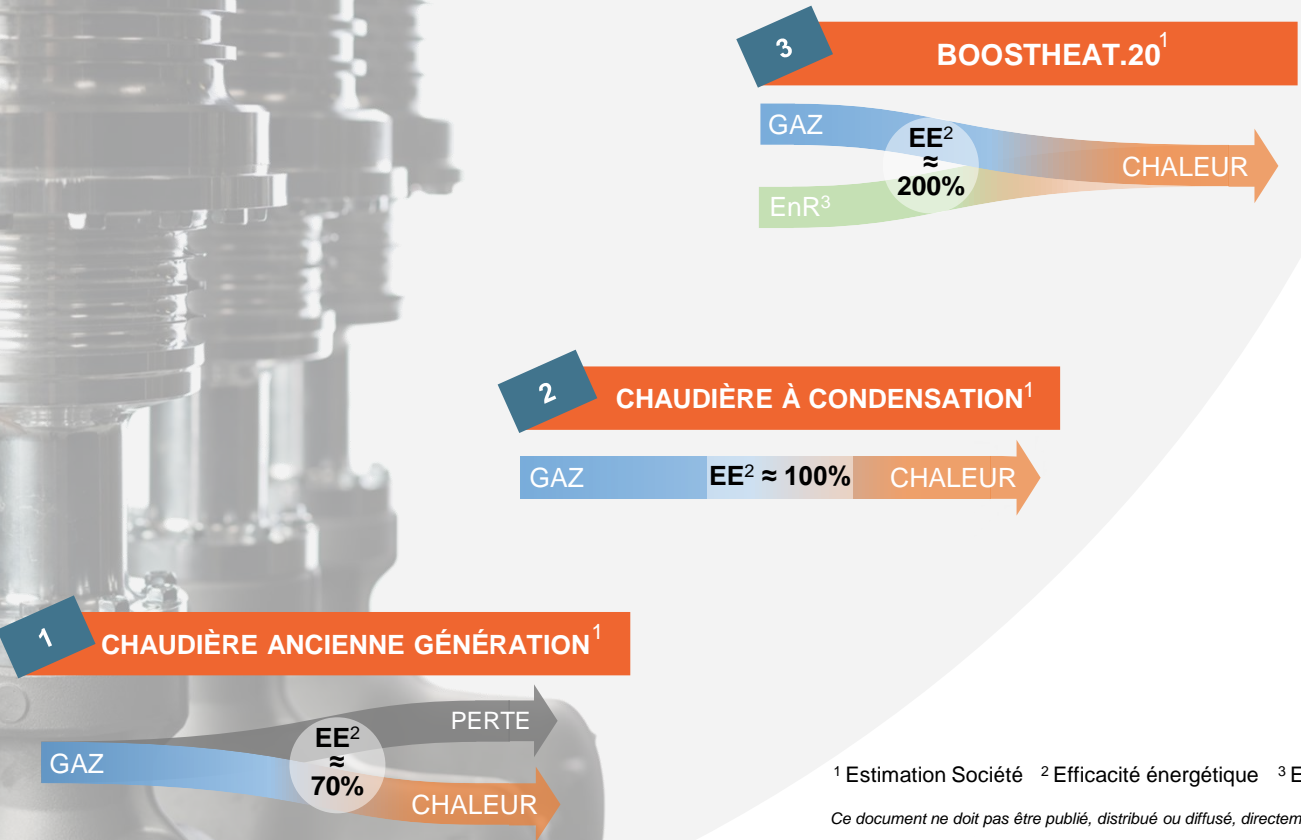 3
BOOSTHEAT.20¹
GAZ
EE²
≈
200%
CHALEUR
EnR³
2
CHAUDIÈRE À CONDENSATION¹
GAZ
EE² ≈ 100%
CHALEUR
1
CHAUDIÈRE ANCIENNE GÉNÉRATION¹
PERTE
GAZ
EE²
≈
70%
CHALEUR
¹ Estimation Société ² Efficacité énergétique ³ E
Ce document ne doit pas être publié, distribué ou diffusé, directem